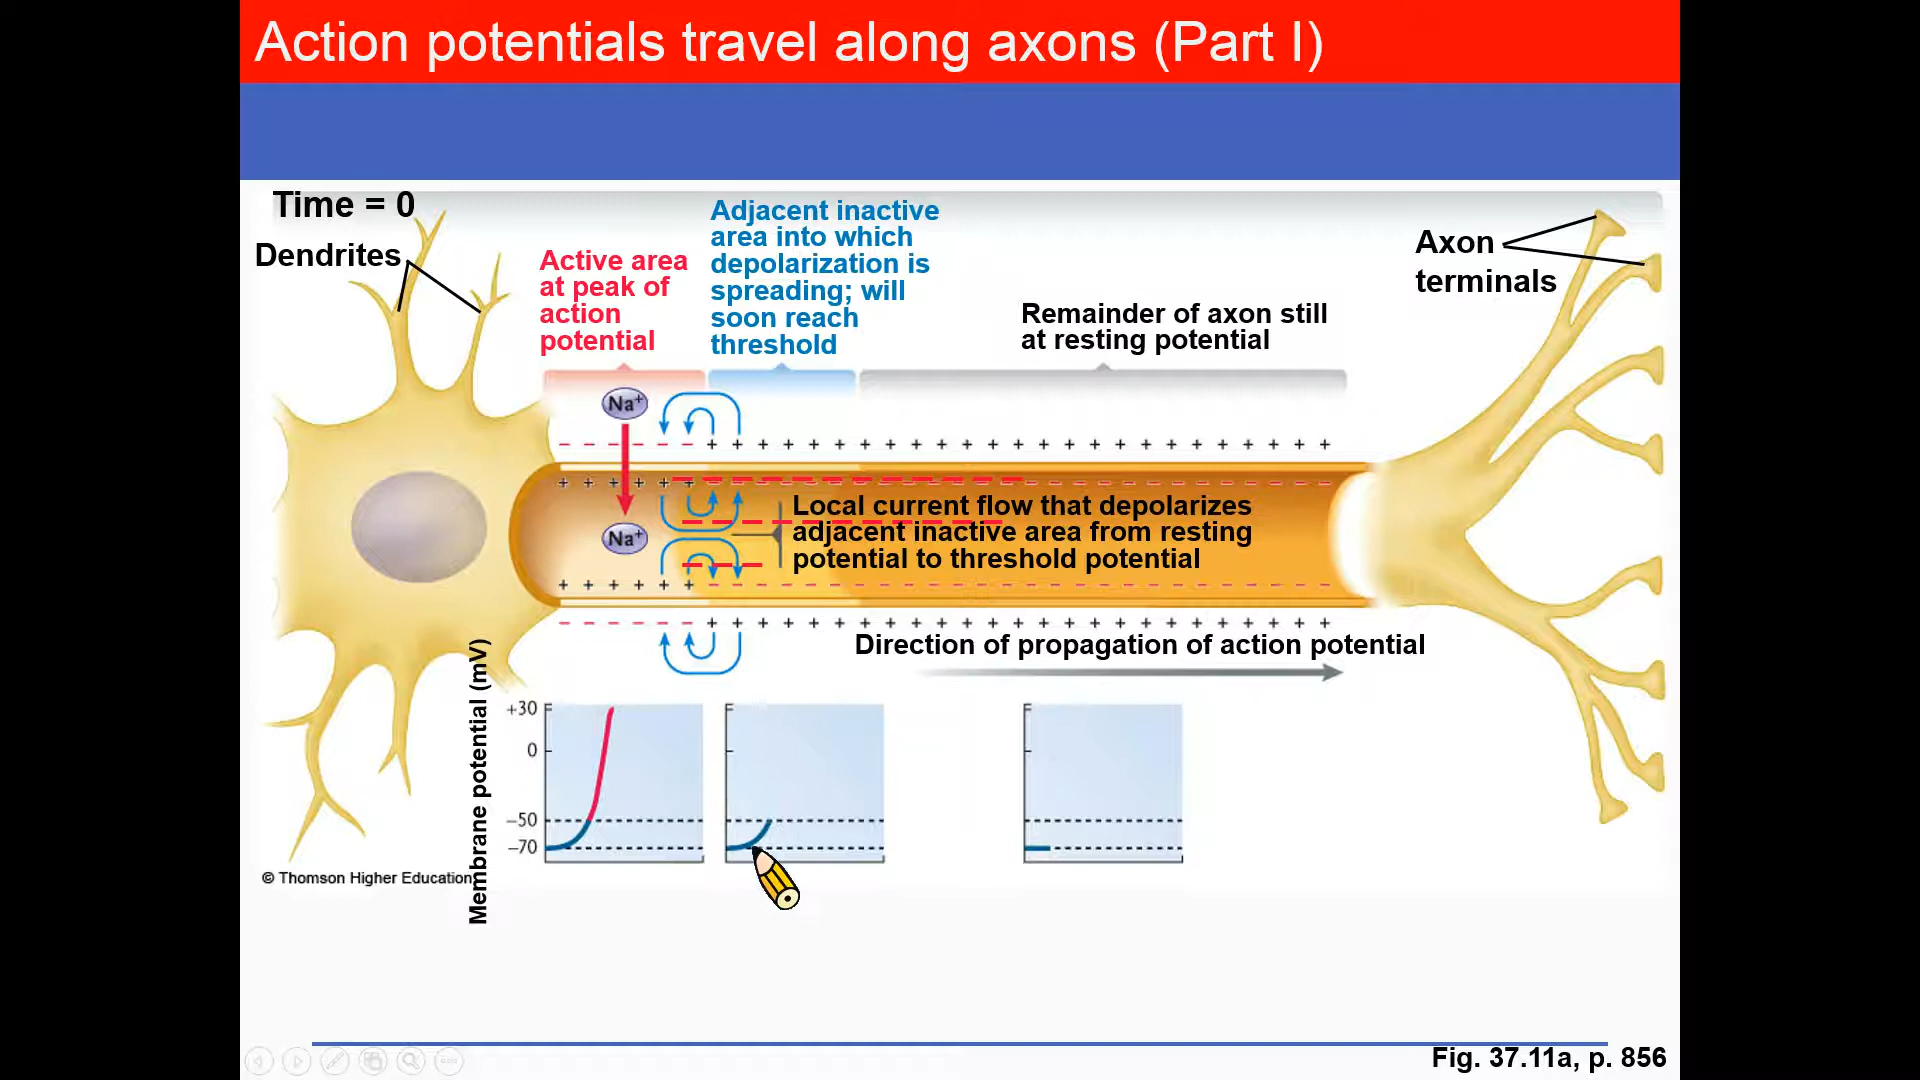 Action potentials travel along axons (Part I)
Time = 0
Dendrites
Active area
at peak of
action
potential
Adjacent inactive
area into which
depolarization is
spreading; will
soon reach
threshold
Remainder of axon still
at resting potential
Axon
terminals
Na+
Na+
Local current flow that depolarizes
adjacent inactive area from resting
potential to threshold potential
Direction of propagation of action potential
Membrane potential (mV)
+30
0
−50
−70
© Thomson Higher Education
Fig. 37.11a, p. 856